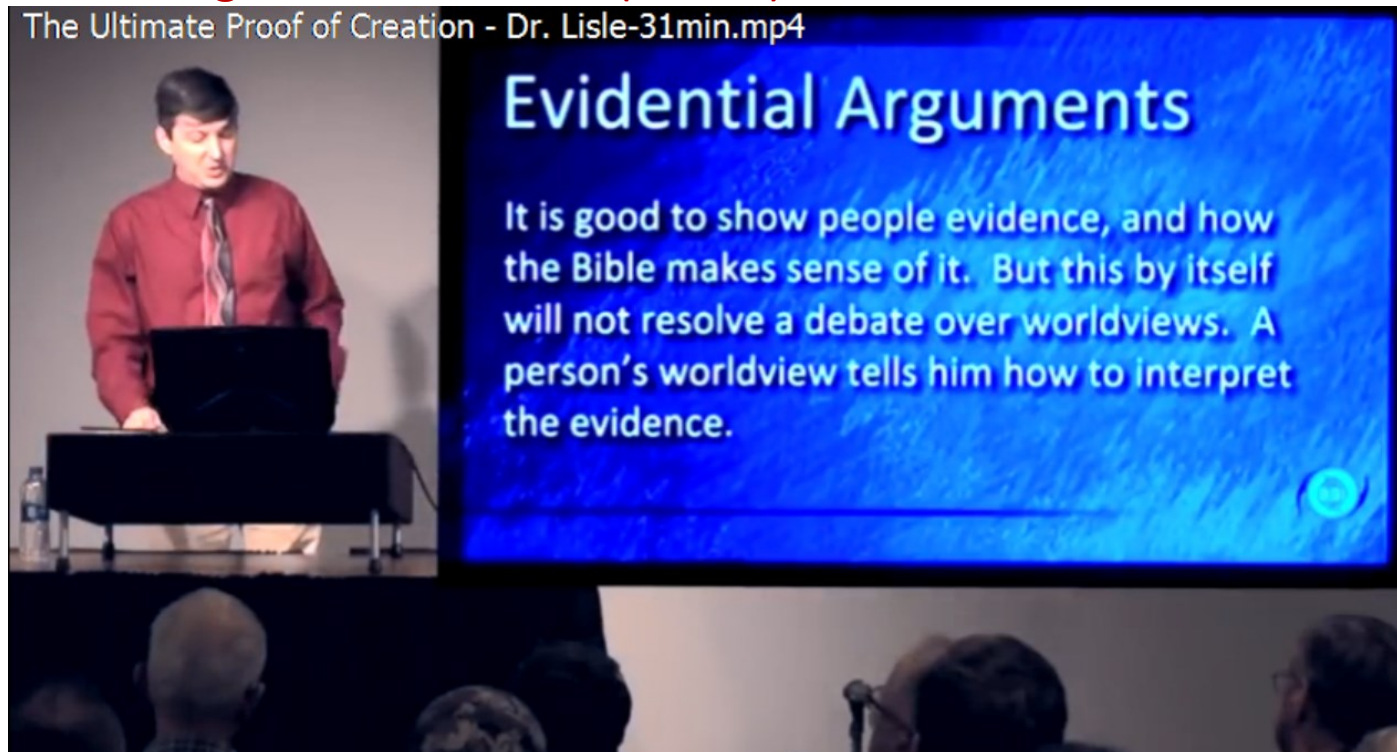 The Ultimate Proof of Creation - Dr. Lisle-31min.mp4
Evidential Arguments
It is good to show people evidence, and how
the Bible makes sense of it.  But this by itself
will not resolve a debate over worldviews.  A
person's worldview tells him how to interpret
the evidence.